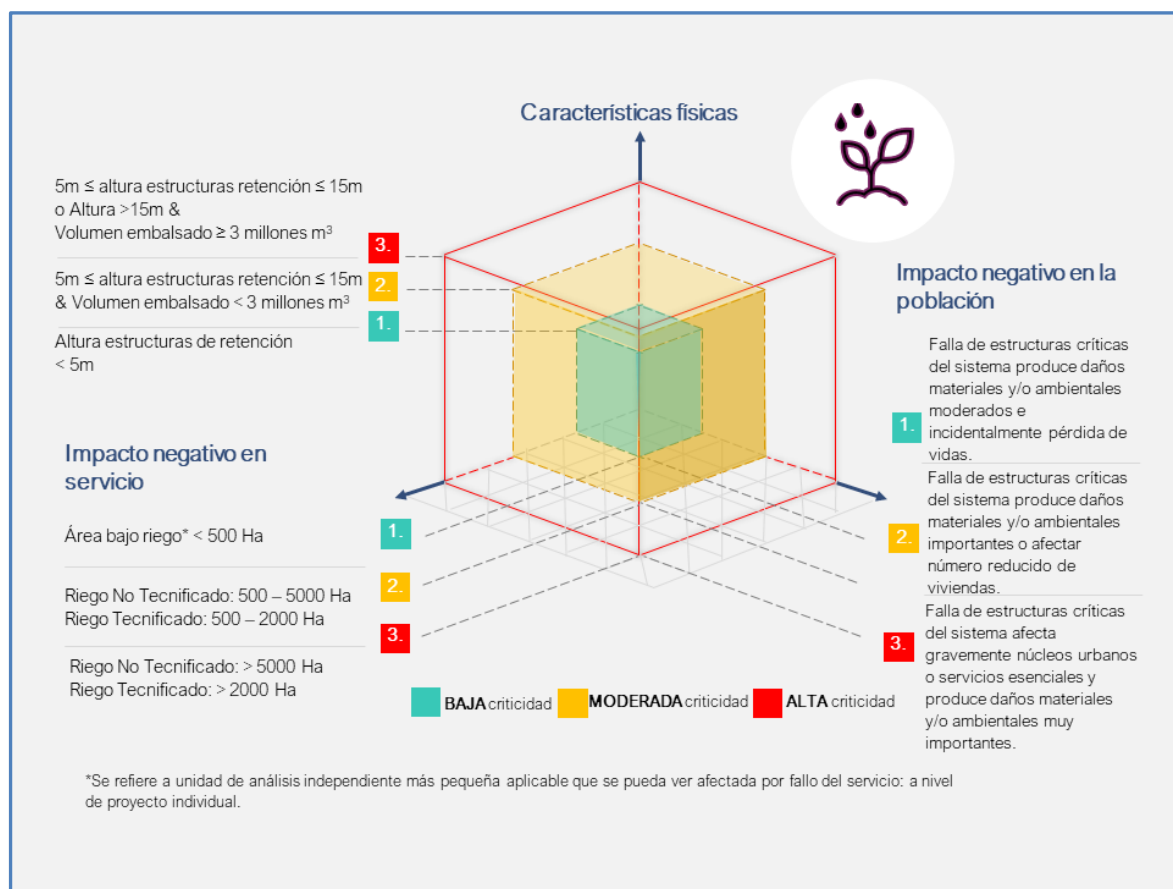 Características físicas
5m ≤ altura estructuras retención ≤ 15m
o Altura >15m &
Volumen embalsado ≥ 3 millones m³
3.
5m ≤ altura estructuras retención ≤ 15m
& Volumen embalsado < 3 millones m³
2.
1.
Altura estructuras de retención
< 5m
Impacto negativo en
servicio
Área bajo riego* < 500 Ha
1.
Riego No Tecnificado: 500 – 5000 Ha
Riego Tecnificado: 500 – 2000 Ha
2.
3.
Riego No Tecnificado: > 5000 Ha
Riego Tecnificado: > 2000 Ha
Impacto negativo en la
población
Falla de estructuras críticas
del sistema produce daños
materiales y/o ambientales
moderados e
1.
incidentalmente pérdida de
vidas.
Falla de estructuras críticas
del sistema produce daños
materiales y/o ambientales
2.
importantes o afectar
número reducido de
viviendas.
Falla de estructuras críticas
del sistema afecta
3.
gravemente núcleos urbanos
o servicios esenciales y
produce daños materiales
y/o ambientales muy
importantes.
BAJA criticidad
MODERADA criticidad
ALTA criticidad
*Se refiere a unidad de análisis independiente más pequeña aplicable que se pueda ver afectada por fallo del servicio: a nivel
de proyecto individual.